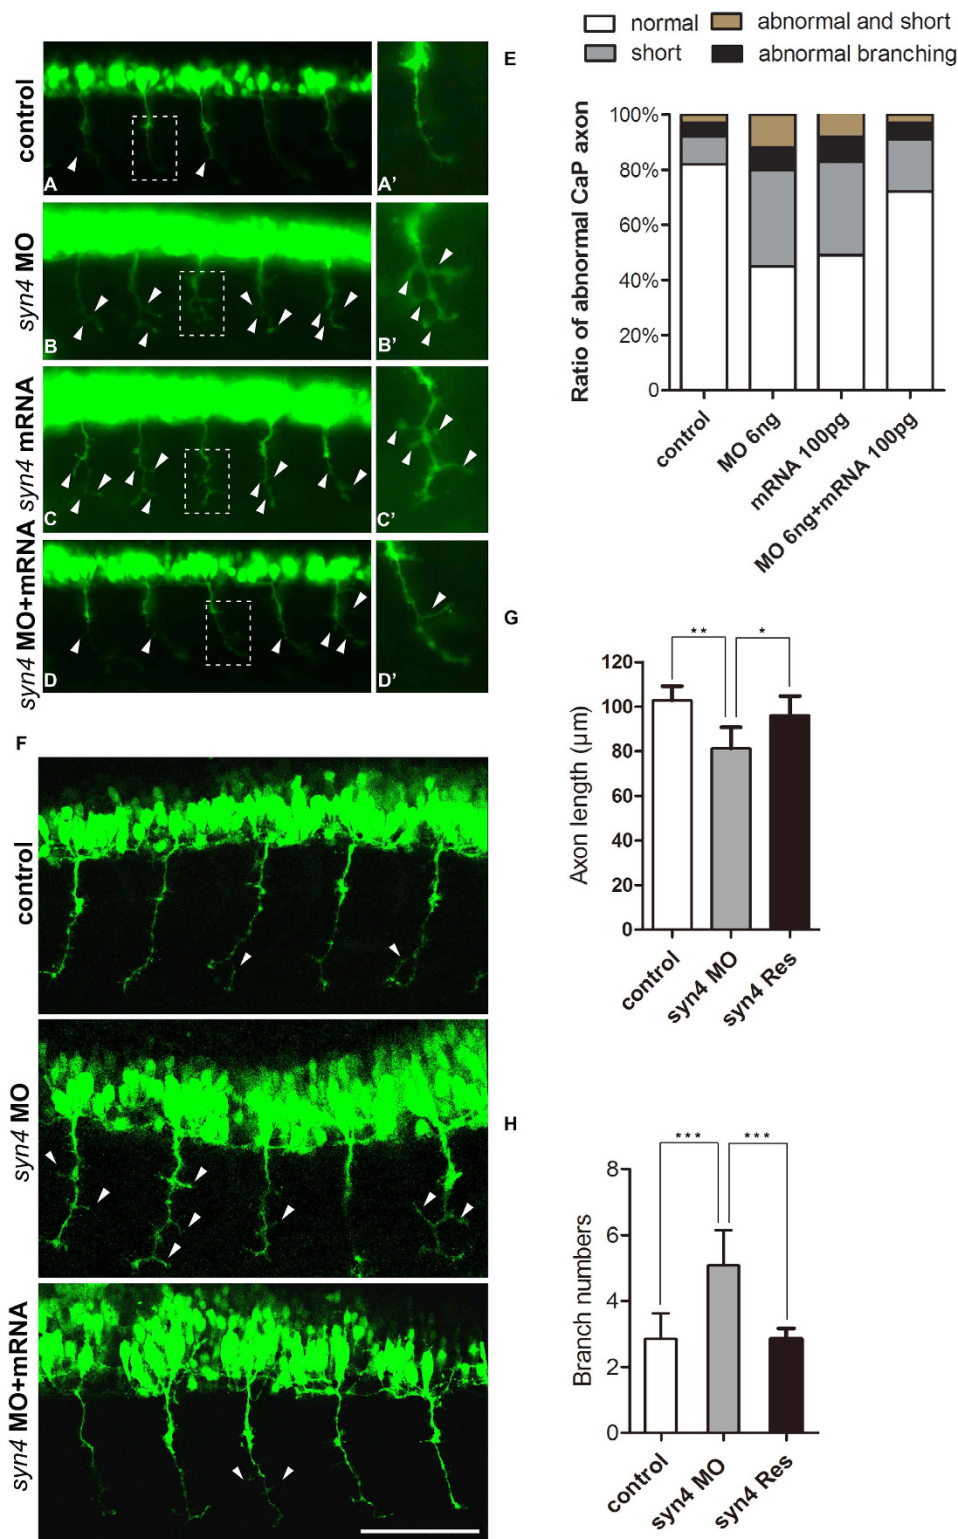 control
A
A'
syn4 MO
B
B'
syn4 mRNA
C
C'
syn4 MO+mRNA
D
D'
E
normal
abnormal and short
short
abnormal branching
Ratio of abnormal CaP axon
100%
80%
60%
40%
20%
0
control
MO 6ng
mRNA 100pg
MO 6ng+mRNA 100pg
F
control
syn4 MO
syn4 MO+mRNA
G
** *
Axon length (µm)
120
100
80
60
40
20
0
control
syn4 MO
syn4 Res
H
*** ***
Branch numbers
8
6
4
2
0
control
syn4 MO
syn4 Res